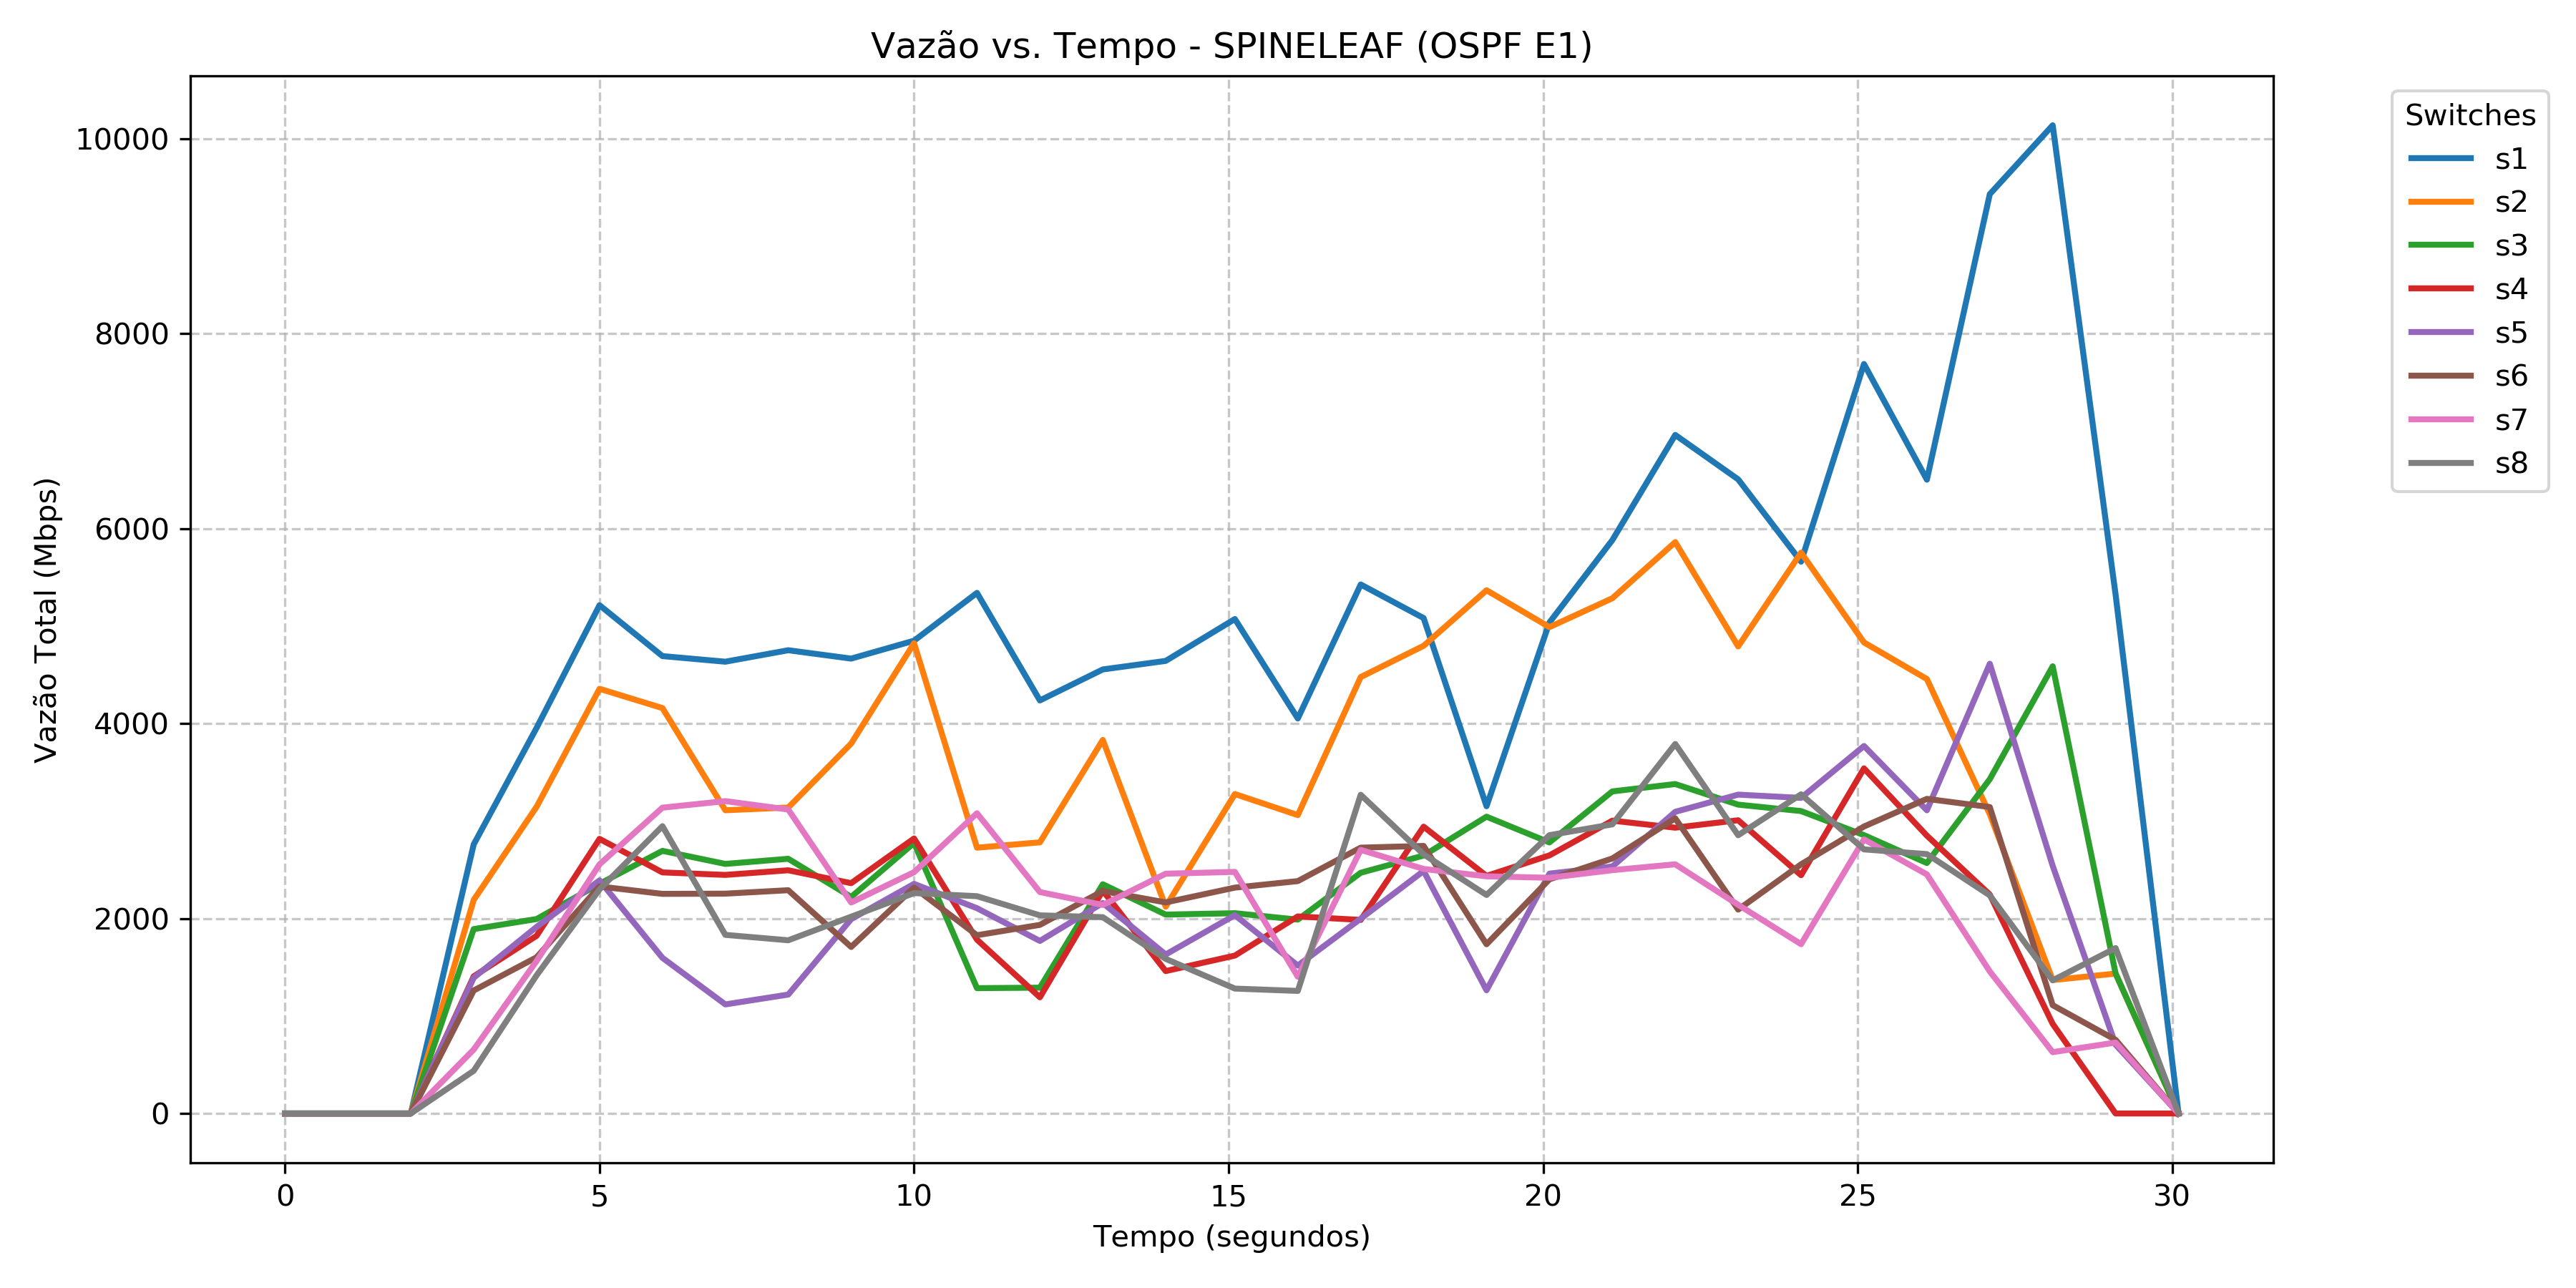 Vazão vs. Tempo - SPINELEAF (OSPF E1)
Vazão Total (Mbps)
10000
8000
6000
4000
2000
0
0 5 10 15 20 25 30
Tempo (segundos)
Switches
s1
s2
s3
s4
s5
s6
s7
s8